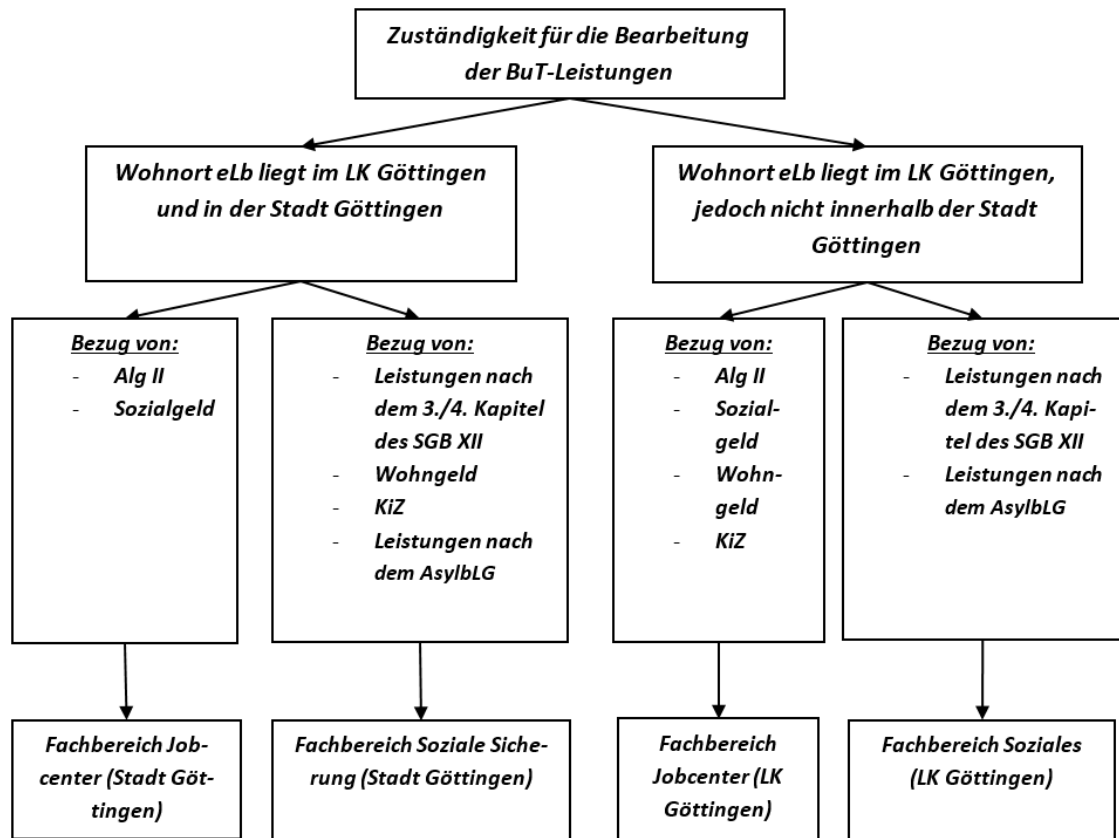 Zuständigkeit für die Bearbeitung
der BuT-Leistungen
Wohnort eLb liegt im LK Göttingen
und in der Stadt Göttingen
Wohnort eLb liegt im LK Göttingen,
jedoch nicht innerhalb der Stadt
Göttingen
Bezug von:
- Alg II
- Sozialgeld
Bezug von:
- Leistungen nach
dem 3./4. Kapitel
des SGB XII
- Wohngeld
- KiZ
- Leistungen nach
dem AsylbLG
Bezug von:
- Alg II
- Sozial-
geld
- Wohn-
geld
- KiZ
Bezug von:
- Leistungen nach
dem 3./4. Kapi-
tel des SGB XII
- Leistungen nach
dem AsylbLG
Fachbereich Job-
center (Stadt Göt-
tingen)
Fachbereich Soziale Siche-
rung (Stadt Göttingen)
Fachbereich
Jobcenter (LK
Göttingen)
Fachbereich Soziales
(LK Göttingen)